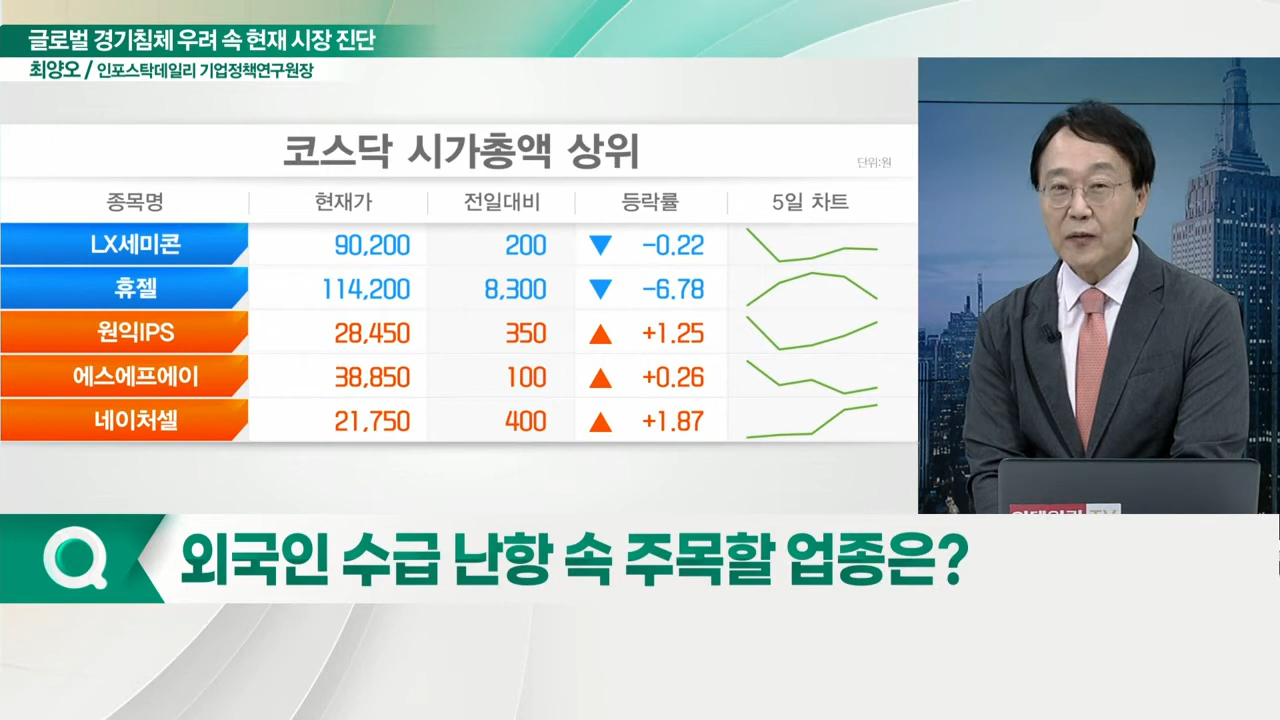 글로벌 경기침체 우려 속 현재 시장 진단
최양오 / 인포스탁데일리 기업정책연구원장
코스닥 시가총액 상위
단위:원
종목명 현재가 전일대비 등락률 5일 차트
LX세미콘 90,200 200 ▼ -0.22
휴젤 114,200 8,300 ▼ -6.78
원익IPS 28,450 350 ▲ +1.25
에스에프에이 38,850 100 ▲ +0.26
네이처셀 21,750 400 ▲ +1.87
Q 외국인 수급 난항 속 주목할 업종은?